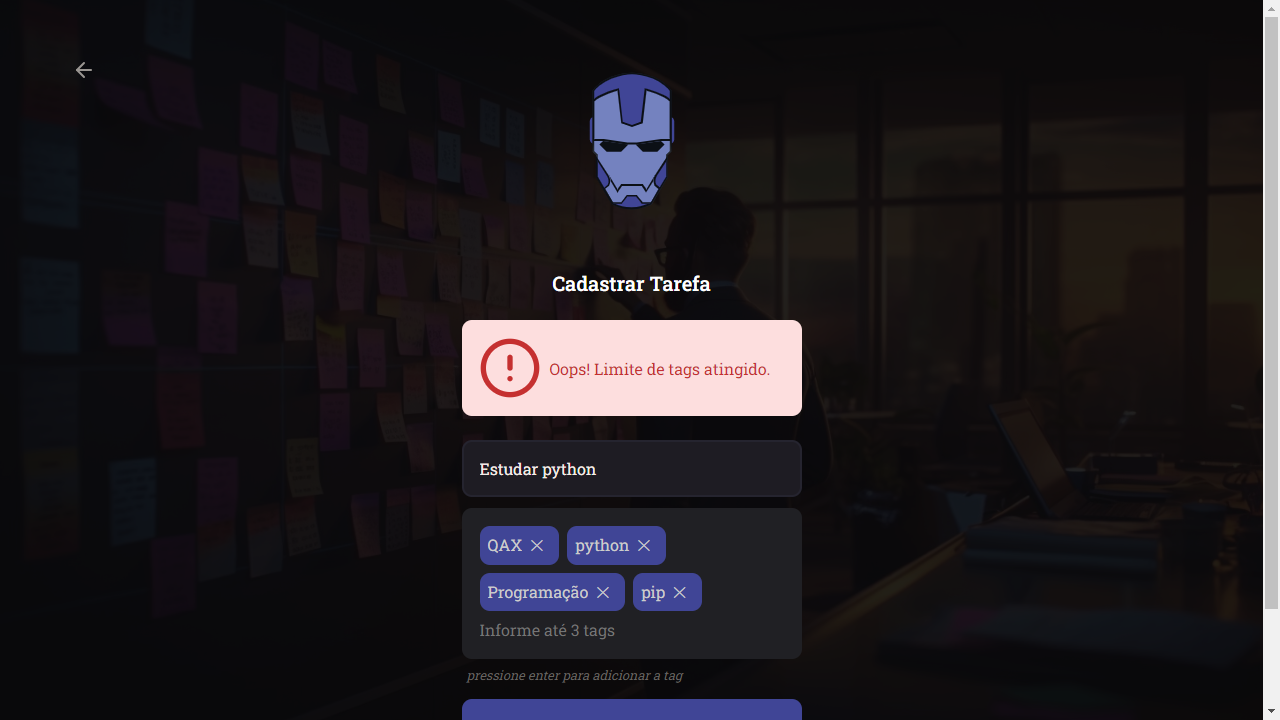 Cadastrar Tarefa
Oops! Limite de tags atingido.
Estudar python
QAX python
Programação pip
Informe até 3 tags
pressione enter para adicionar a tag